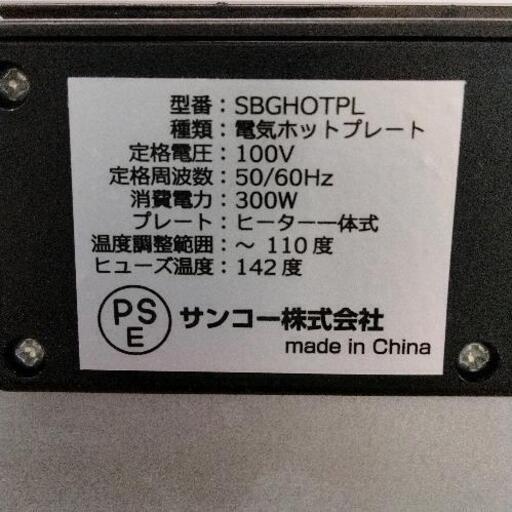 型番：SBGHOTPL
種類：電気ホットプレート
定格電圧：100V
定格周波数：50/60Hz
消費電力：300W
プレート：ヒーター一体式
温度調整範囲：～ 110度
ヒューズ温度：142度
PS
E
サンコー株式会社
made in China